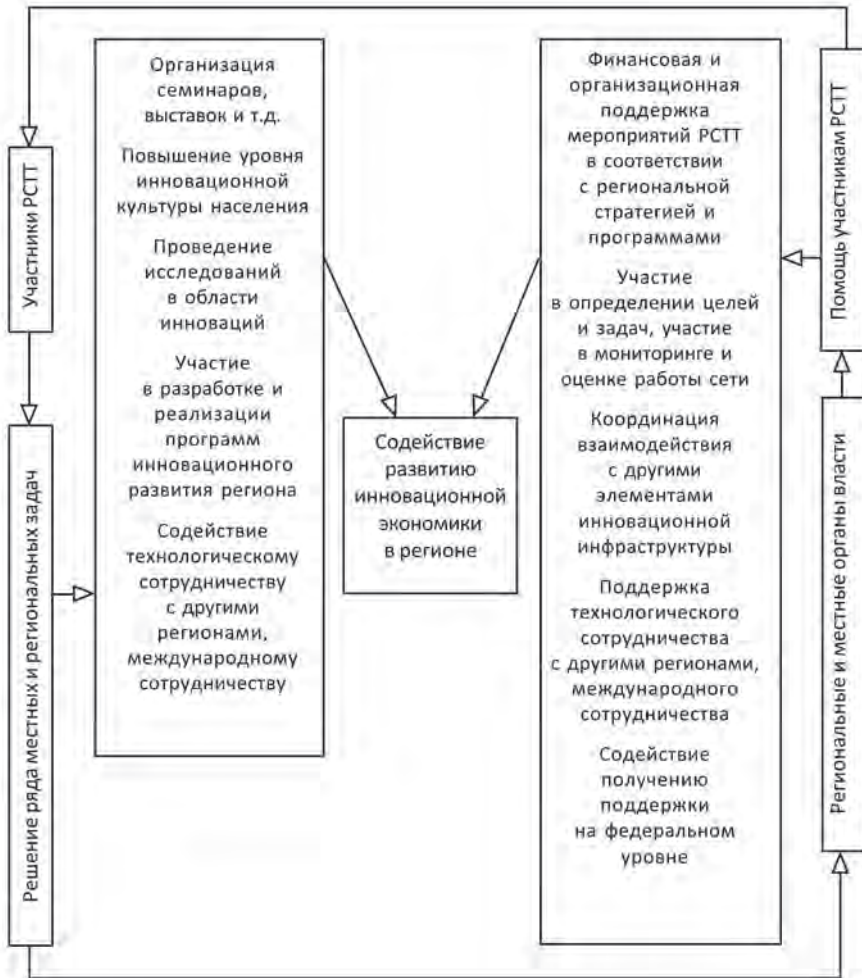 Участники РСТТ
Решение ряда местных и региональных задач
Организация
семинаров,
выставок и т.д.
Повышение уровня
инновационной
культуры населения
Проведение
исследований
в области
инноваций
Участие
в разработке и
реализации
программ
инновационного
развития региона
Содействие
технологическому
сотрудничеству
с другими
регионами,
международному
сотрудничеству
Содействие
развитию
инновационной
экономики
в регионе
Финансовая и
организационная
поддержка
мероприятий РСТТ
в соответствии
с региональной
стратегией и
программами
Участие
в определении целей
и задач, участие
в мониторинге и
оценке работы сети
Координация
взаимодействия
с другими
элементами
инновационной
инфраструктуры
Поддержка
технологического
сотрудничества
с другими регионами,
международного
сотрудничества
Содействие
получению
поддержки
на федеральном
уровне
Помощь участникам РСТТ
Региональные и местные органы власти